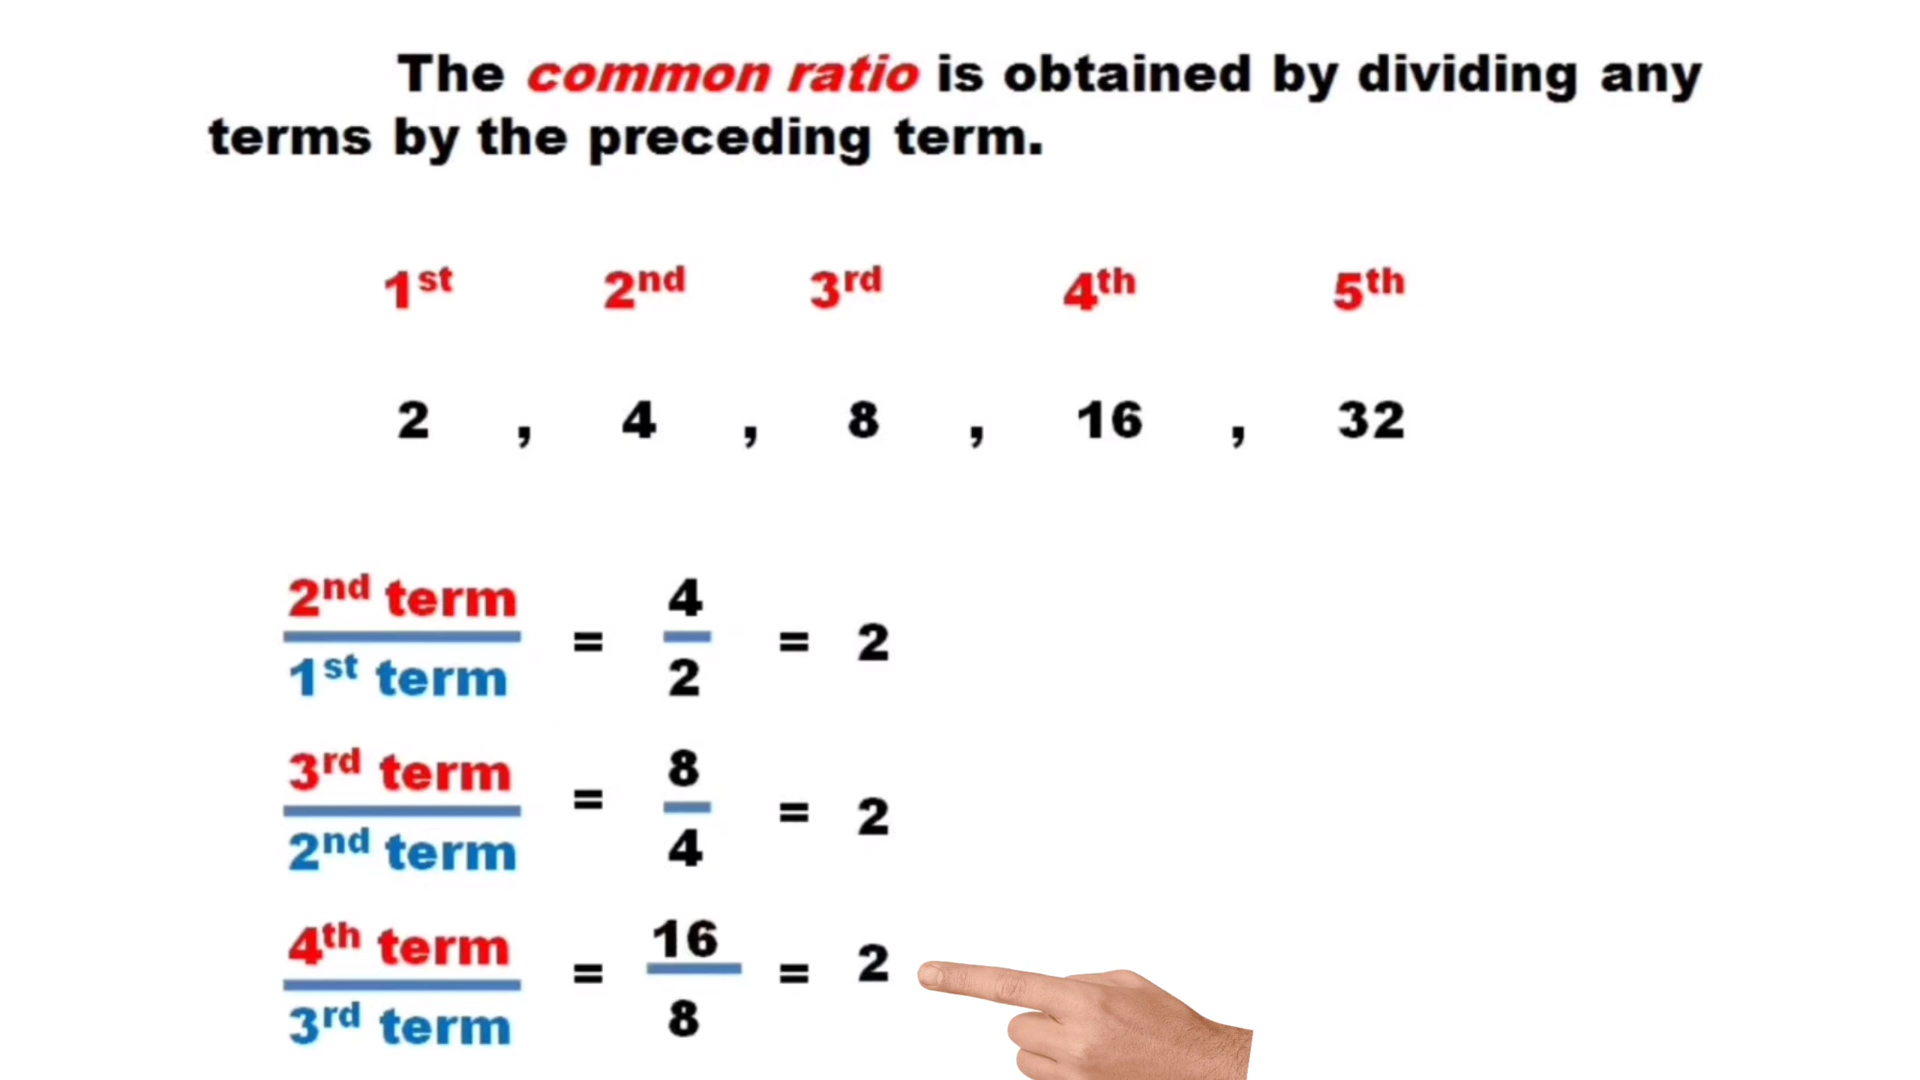 The common ratio is obtained by dividing any
terms by the preceding term.
1st 2nd 3rd 4th 5th
2 , 4 , 8 , 16 , 32
2nd term
1st term
= 4/2 = 2
3rd term
2nd term
= 8/4 = 2
4th term
3rd term
= 16/8 = 2